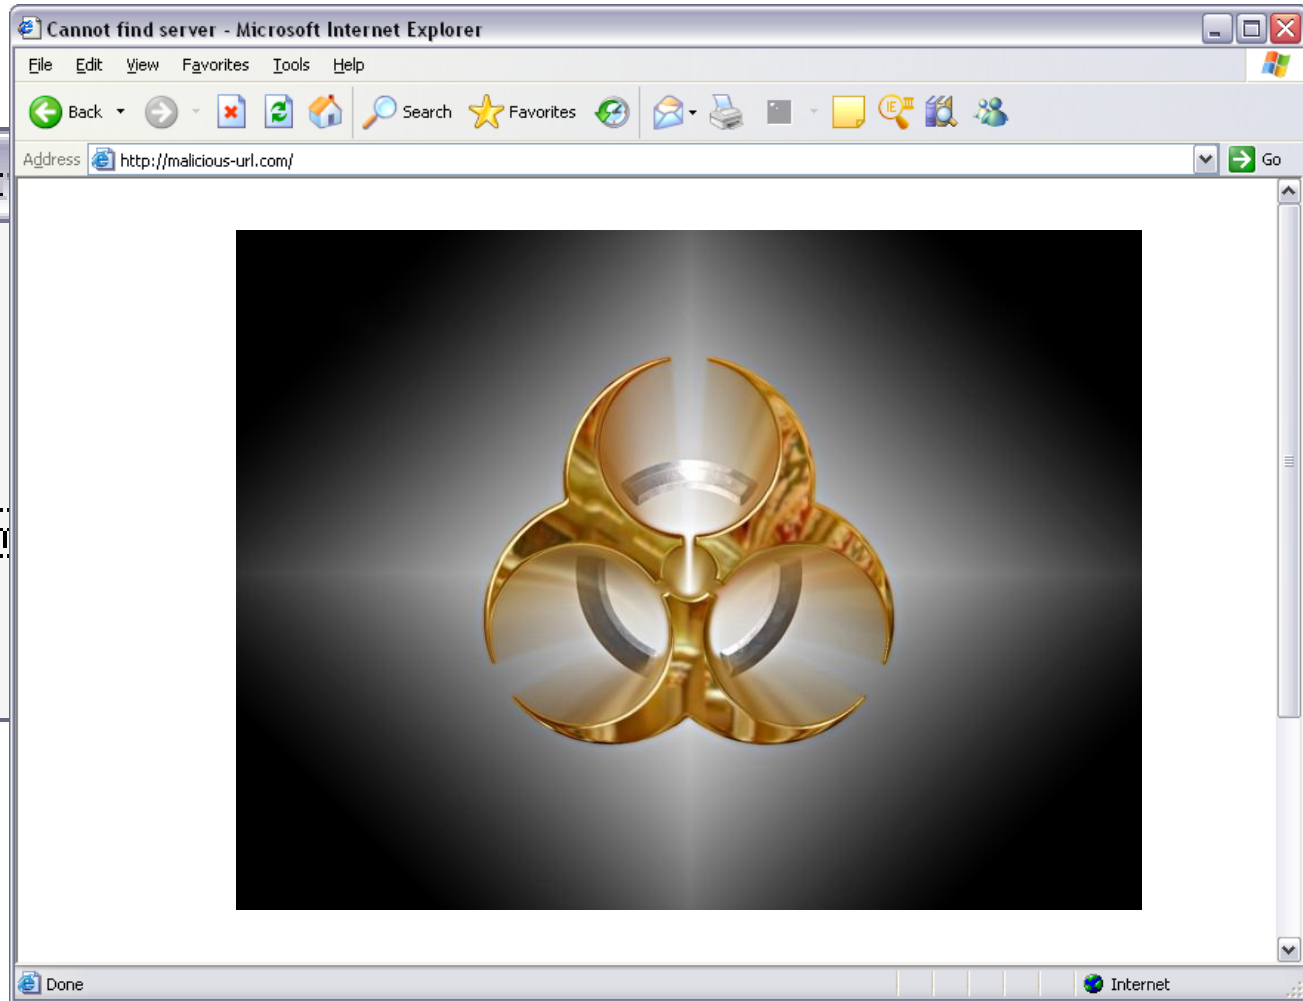 Cannot find server - Microsoft Internet Explorer
File Edit View Favorites Tools Help
Back Search Favorites
Address http://malicious-url.com/ Go
Done Internet